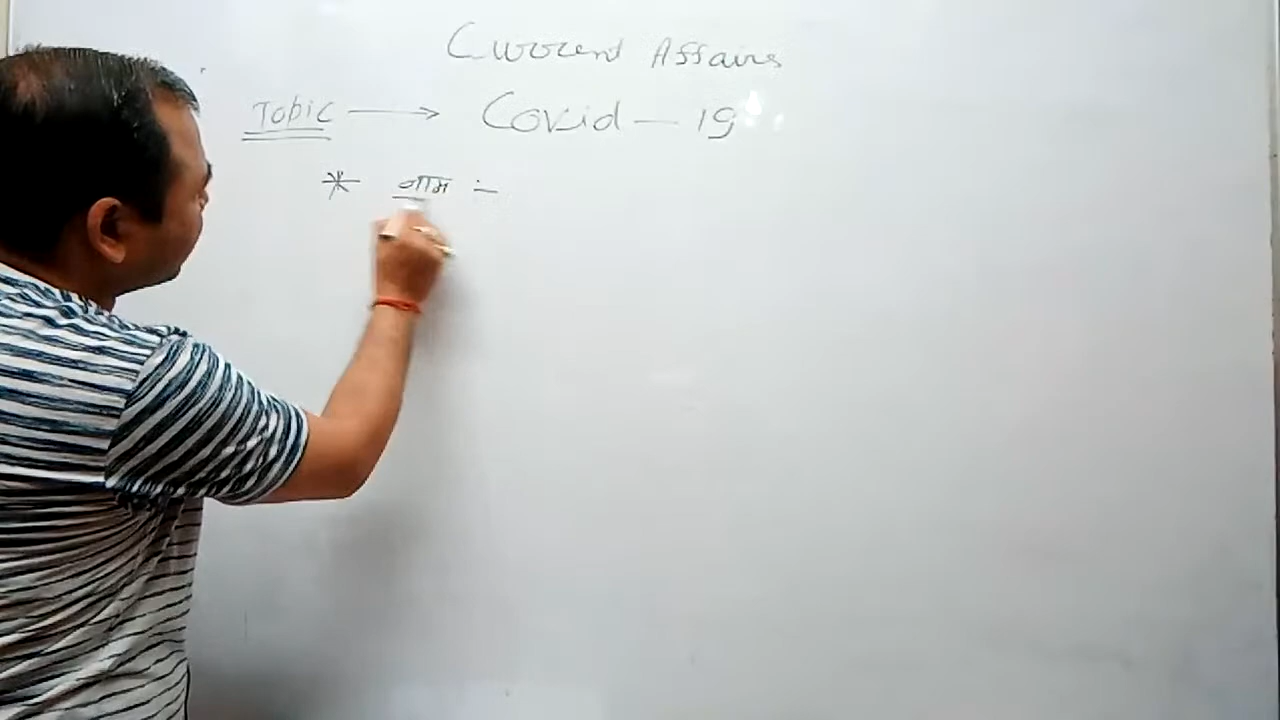 Current Affairs
Topic → Covid - 19
* नाम :-